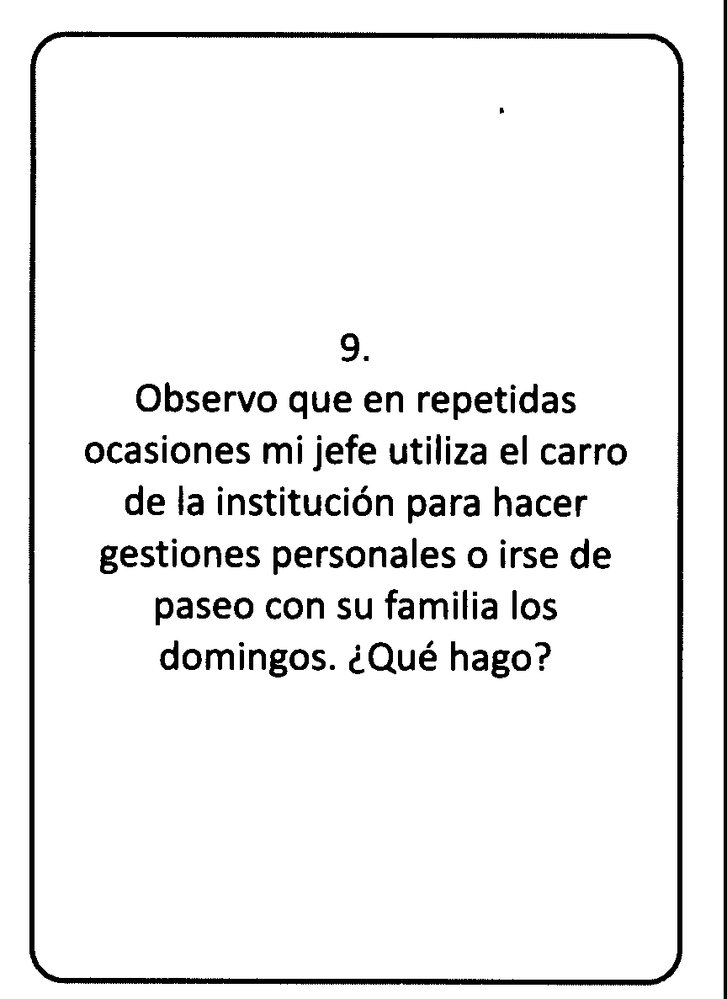 9.
Observo que en repetidas
ocasiones mi jefe utiliza el carro
de la institución para hacer
gestiones personales o irse de
paseo con su familia los
domingos. ¿Qué hago?